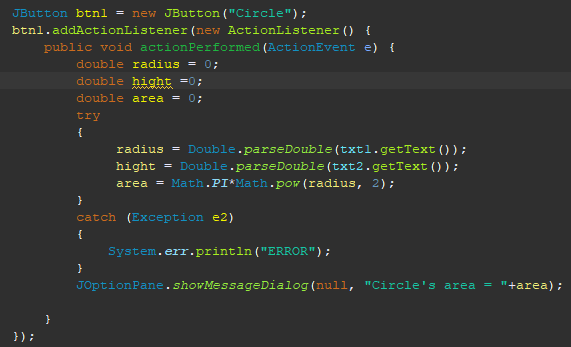 JButton btn1 = new JButton("Circle");
btn1.addActionListener(new ActionListener() {
public void actionPerformed(ActionEvent e) {
double radius = 0;
double hight =0;
double area = 0;
try
{
radius = Double.parseDouble(txt1.getText());
hight = Double.parseDouble(txt2.getText());
area = Math.PI*Math.pow(radius, 2);
}
catch (Exception e2)
{
System.err.println("ERROR");
}
JOptionPane.showMessageDialog(null, "Circle's area = "+area);
}
});